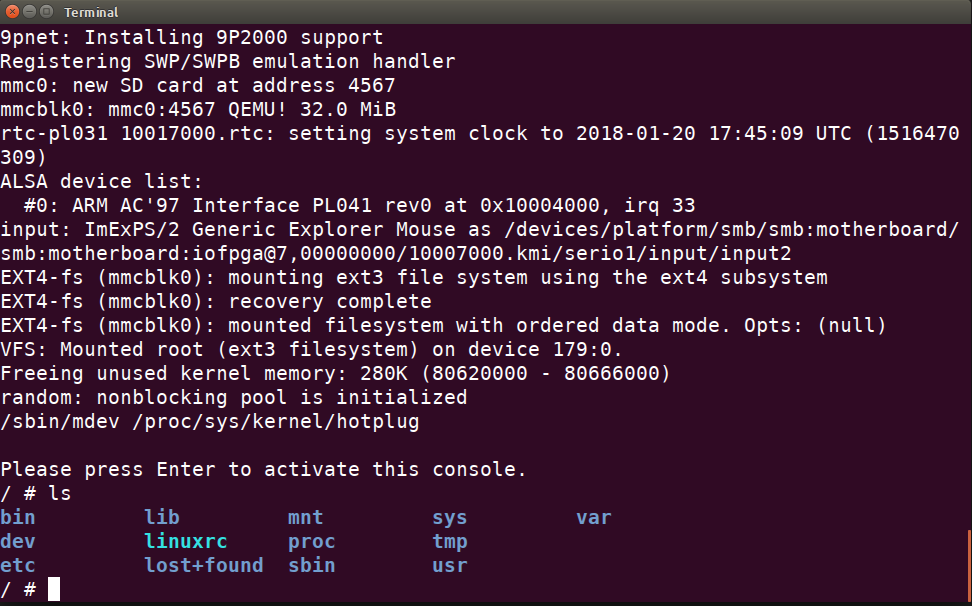 Terminal
9pnet: Installing 9P2000 support
Registering SWP/SWPB emulation handler
mmc0: new SD card at address 4567
mmcblk0: mmc0:4567 QEMU! 32.0 MiB
rtc-pl031 10017000.rtc: setting system clock to 2018-01-20 17:45:09 UTC (1516470
309)
ALSA device list:
  #0: ARM AC'97 Interface PL041 rev0 at 0x10004000, irq 33
input: ImExPS/2 Generic Explorer Mouse as /devices/platform/smb/smb:motherboard/
smb:motherboard:iofpga@7,00000000/10007000.kmi/serio1/input/input2
EXT4-fs (mmcblk0): mounting ext3 file system using the ext4 subsystem
EXT4-fs (mmcblk0): recovery complete
EXT4-fs (mmcblk0): mounted filesystem with ordered data mode. Opts: (null)
VFS: Mounted root (ext3 filesystem) on device 179:0.
Freeing unused kernel memory: 280K (80620000 - 80666000)
random: nonblocking pool is initialized
/sbin/mdev /proc/sys/kernel/hotplug

Please press Enter to activate this console.
/ # ls
bin         lib         mnt         sys         var
dev         linuxrc     proc        tmp
etc         lost+found  sbin        usr
/ #